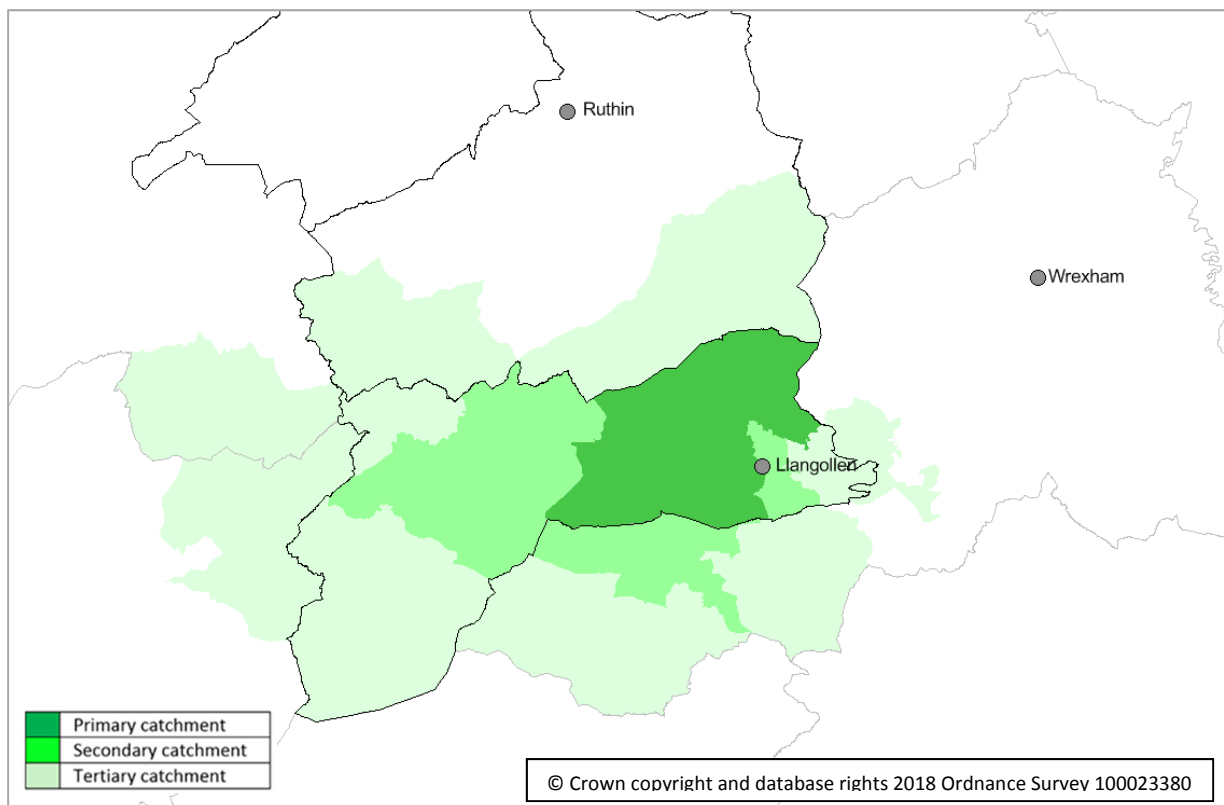 Ruthin
Wrexham
Llangollen
Primary catchment
Secondary catchment
Tertiary catchment
© Crown copyright and database rights 2018 Ordnance Survey 100023380